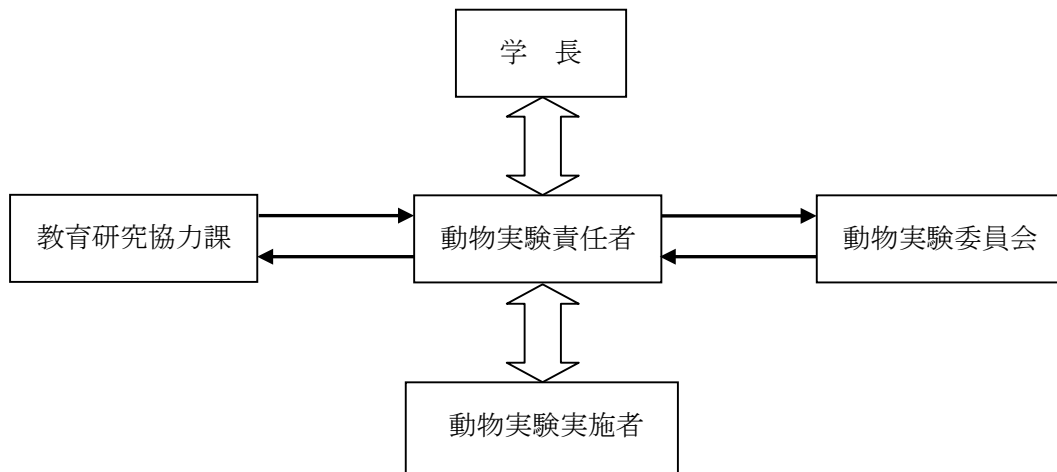 学　長
教育研究協力課
動物実験責任者
動物実験委員会
動物実験実施者